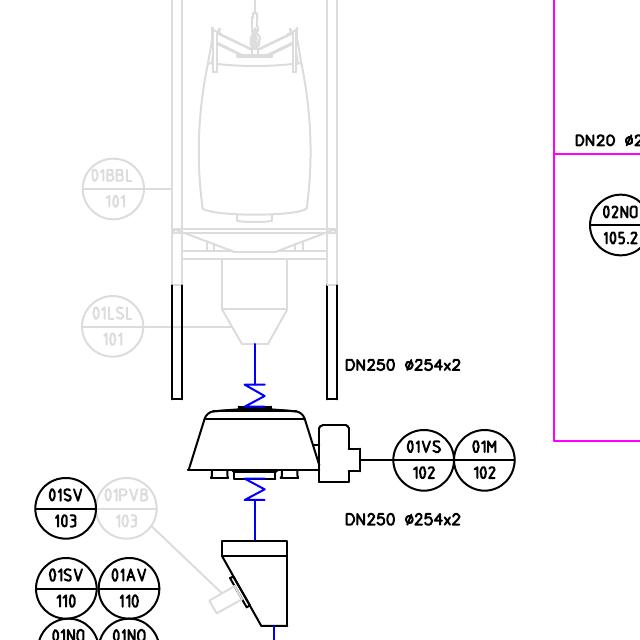 DN20 ø2
01BBL
101
02NO
105.2
01LSL
101
DN250 ø254x2
01VS
102
01M
102
01SV
103
01PVB
103
DN250 ø254x2
01SV
110
01AV
110
01NO
01NO